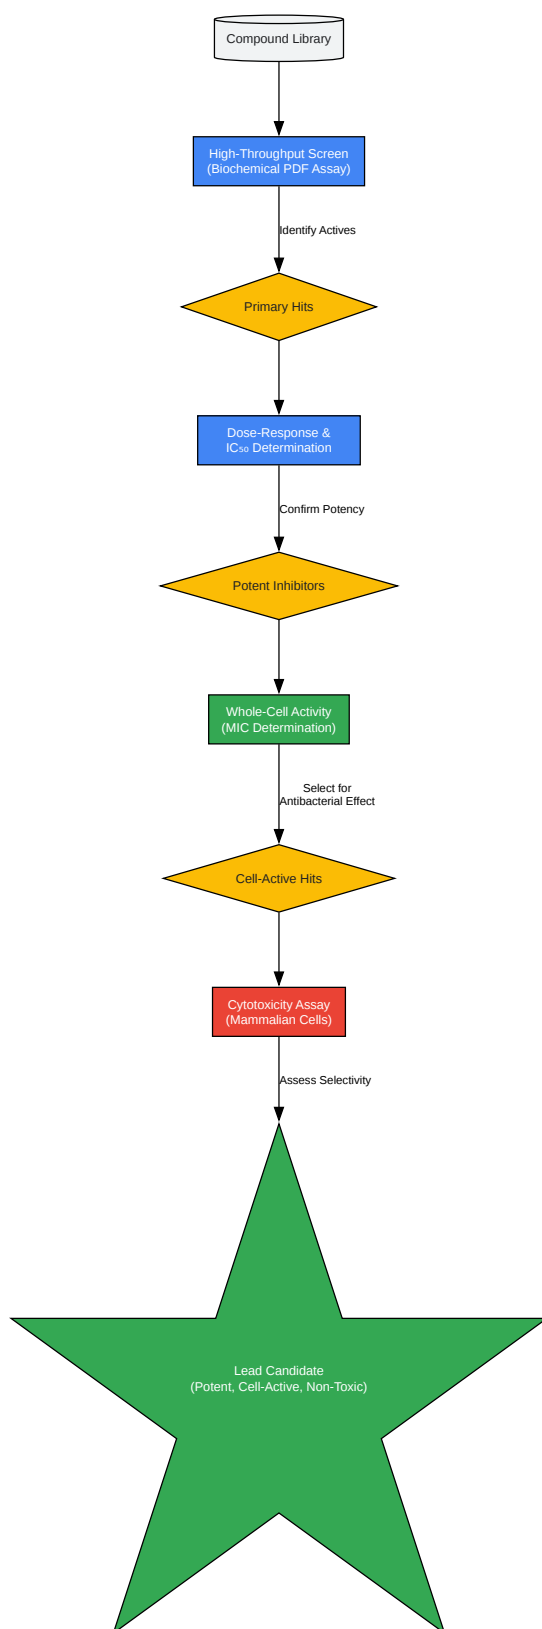 Compound Library
High-Throughput Screen
(Biochemical PDF Assay)
Identify Actives
Primary Hits
Dose-Response &
IC₅₀ Determination
Confirm Potency
Potent Inhibitors
Whole-Cell Activity
(MIC Determination)
Select for
Antibacterial Effect
Cell-Active Hits
Cytotoxicity Assay
(Mammalian Cells)
Assess Selectivity
Lead Candidate
(Potent, Cell-Active, Non-Toxic)